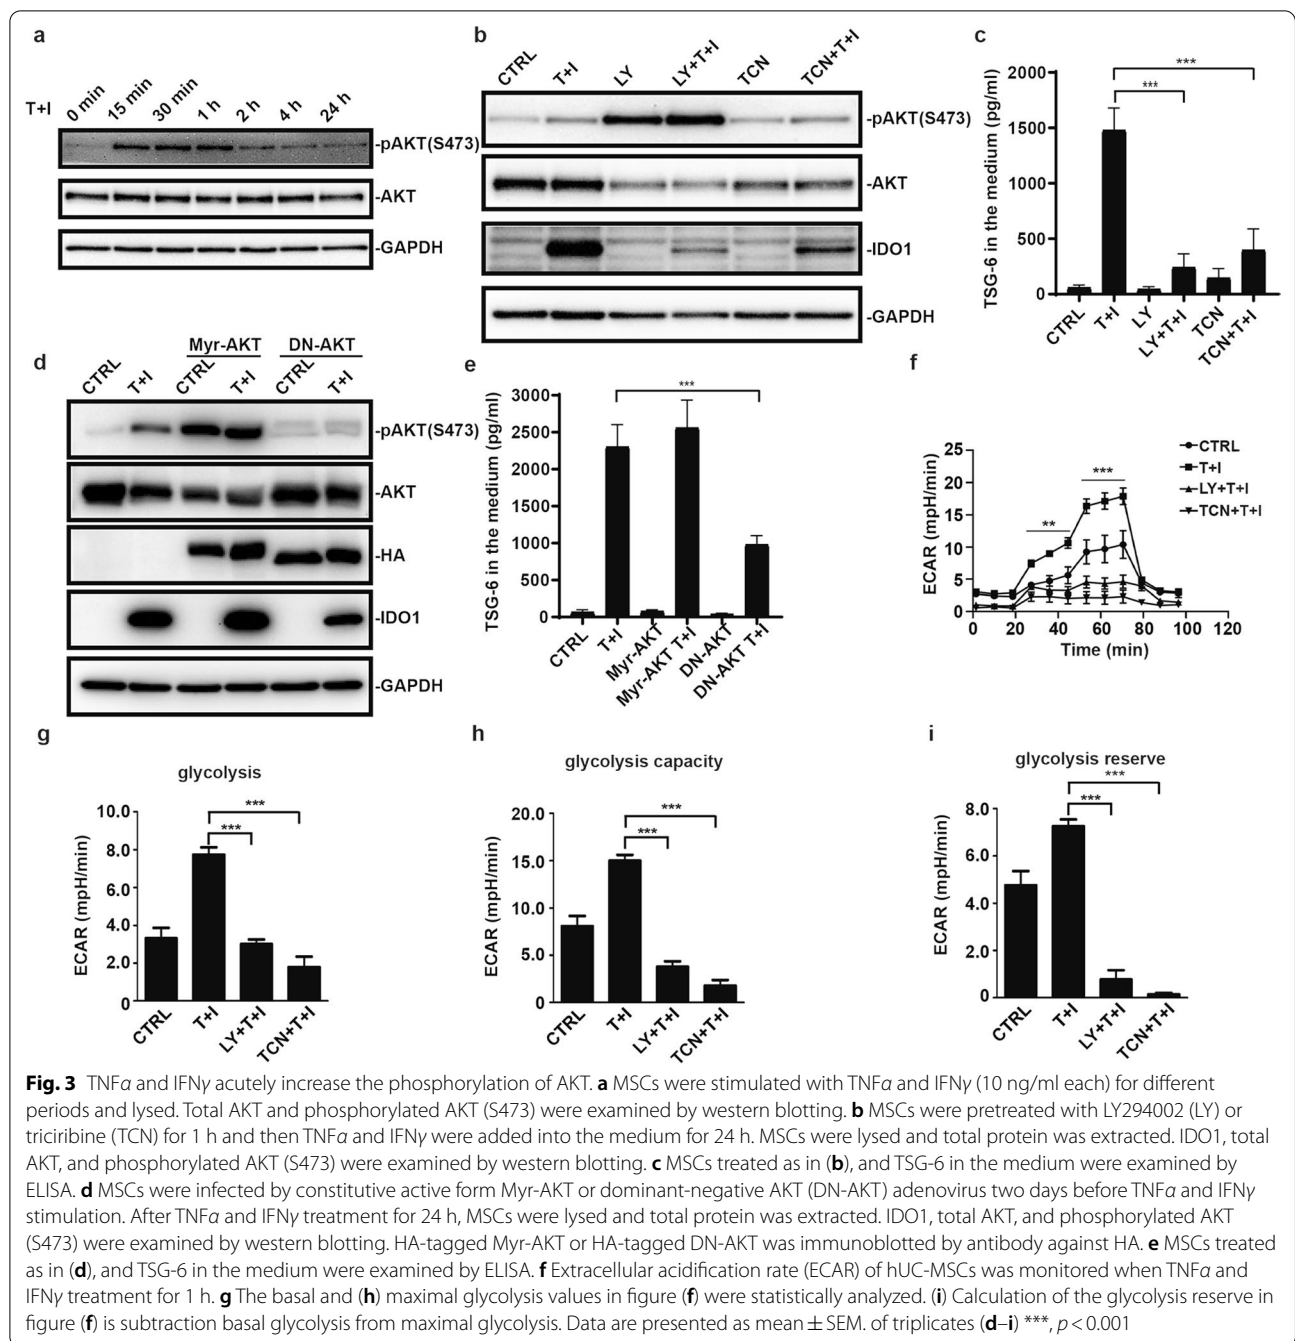 a
T+I 0 min 15 min 30 min 1 h 2 h 4 h 24 h
-pAKT(S473)
-AKT
-GAPDH
b
CTRL T+I LY LY+T+I TCN TCN+T+I
-pAKT(S473)
-AKT
-IDO1
-GAPDH
c
TSG-6 in the medium (pg/ml)
2000
1500
1000
500
0
***
***
CTRL T+I LY LY+T+I TCN TCN+T+I
d
Myr-AKT DN-AKT
CTRL T+I CTRL T+I CTRL T+I
-pAKT(S473)
-AKT
-HA
-IDO1
-GAPDH
e
TSG-6 in the medium (pg/ml)
3000
2500
2000
1500
1000
500
0
***
CTRL T+I Myr-AKT Myr-AKT T+I DN-AKT DN-AKT T+I
f
ECAR (mpH/min)
25
20
15
10
5
0
**
***
CTRL
T+I
LY+T+I
TCN+T+I
0 20 40 60 80 100 120
Time (min)
g
glycolysis
ECAR (mpH/min)
10.0
8.0
6.0
4.0
2.0
0
***
***
CTRL T+I LY+T+I TCN+T+I
h
glycolysis capacity
ECAR (mpH/min)
20.0
15.0
10.0
5.0
0
***
***
CTRL T+I LY+T+I TCN+T+I
i
glycolysis reserve
ECAR (mpH/min)
8.0
6.0
4.0
2.0
0
***
***
CTRL T+I LY+T+I TCN+T+I
Fig. 3 TNFα and IFNγ acutely increase the phosphorylation of AKT. a MSCs were stimulated with TNFα and IFNγ (10 ng/ml each) for different
periods and lysed. Total AKT and phosphorylated AKT (S473) were examined by western blotting. b MSCs were pretreated with LY294002 (LY) or
triciribine (TCN) for 1 h and then TNFα and IFNγ were added into the medium for 24 h. MSCs were lysed and total protein was extracted. IDO1, total
AKT, and phosphorylated AKT (S473) were examined by western blotting. c MSCs treated as in (b), and TSG-6 in the medium were examined by
ELISA. d MSCs were infected by constitutive active form Myr-AKT or dominant-negative AKT (DN-AKT) adenovirus two days before TNFα and IFNγ
stimulation. After TNFα and IFNγ treatment for 24 h, MSCs were lysed and total protein was extracted. IDO1, total AKT, and phosphorylated AKT
(S473) were examined by western blotting. HA-tagged Myr-AKT or HA-tagged DN-AKT was immunoblotted by antibody against HA. e MSCs treated
as in (d), and TSG-6 in the medium were examined by ELISA. f Extracellular acidification rate (ECAR) of hUC-MSCs was monitored when TNFα and
IFNγ treatment for 1 h. g The basal and (h) maximal glycolysis values in figure (f) were statistically analyzed. (i) Calculation of the glycolysis reserve in
figure (f) is subtraction basal glycolysis from maximal glycolysis. Data are presented as mean ± SEM. of triplicates (d–i) ***, p < 0.001